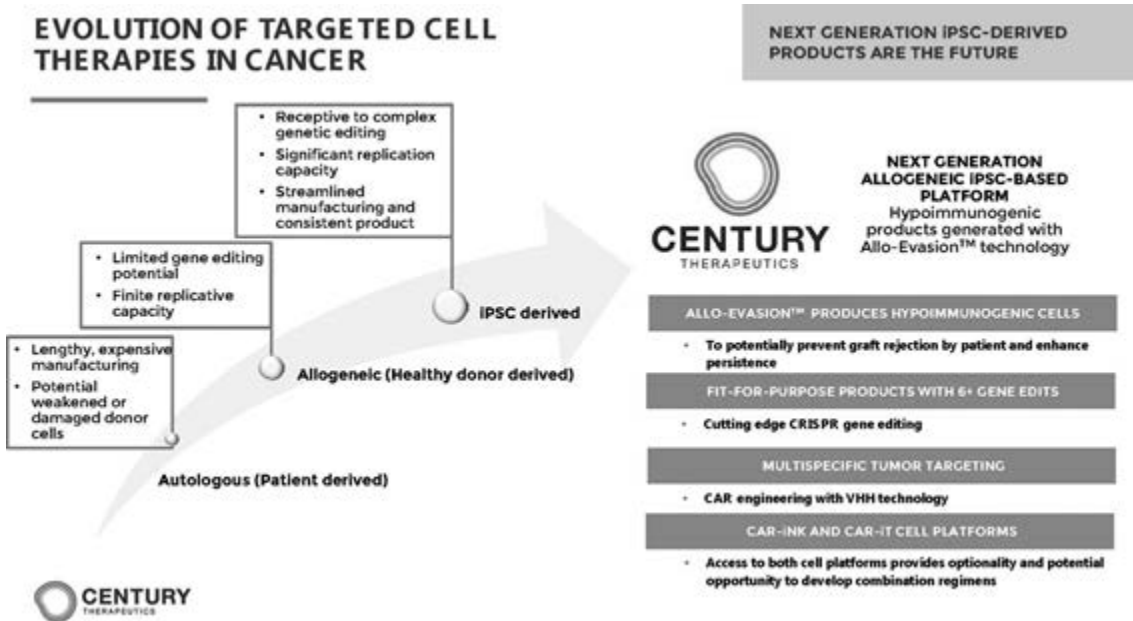 EVOLUTION OF TARGETED CELL
THERAPIES IN CANCER
NEXT GENERATION iPSC-DERIVED
PRODUCTS ARE THE FUTURE
• Receptive to complex
genetic editing
• Significant replication
capacity
• Streamlined
manufacturing and
consistent product
• Limited gene editing
potential
• Finite replicative
capacity
• Lengthy, expensive
manufacturing
• Potential
weakened or
damaged donor
cells
iPSC derived
Allogeneic (Healthy donor derived)
Autologous (Patient derived)
CENTURY
THERAPEUTICS
NEXT GENERATION
ALLOGENEIC iPSC-BASED
PLATFORM
Hypoimmunogenic
products generated with
Allo-Evasion™ technology
ALLO-EVASION™ PRODUCES HYPOIMMUNOGENIC CELLS
• To potentially prevent graft rejection by patient and enhance
persistence
FIT-FOR-PURPOSE PRODUCTS WITH 6+ GENE EDITS
• Cutting edge CRISPR gene editing
MULTISPECIFIC TUMOR TARGETING
• CAR engineering with VHH technology
CAR-iNK AND CAR-iT CELL PLATFORMS
• Access to both cell platforms provides optionality and potential
opportunity to develop combination regimens
CENTURY
THERAPEUTICS